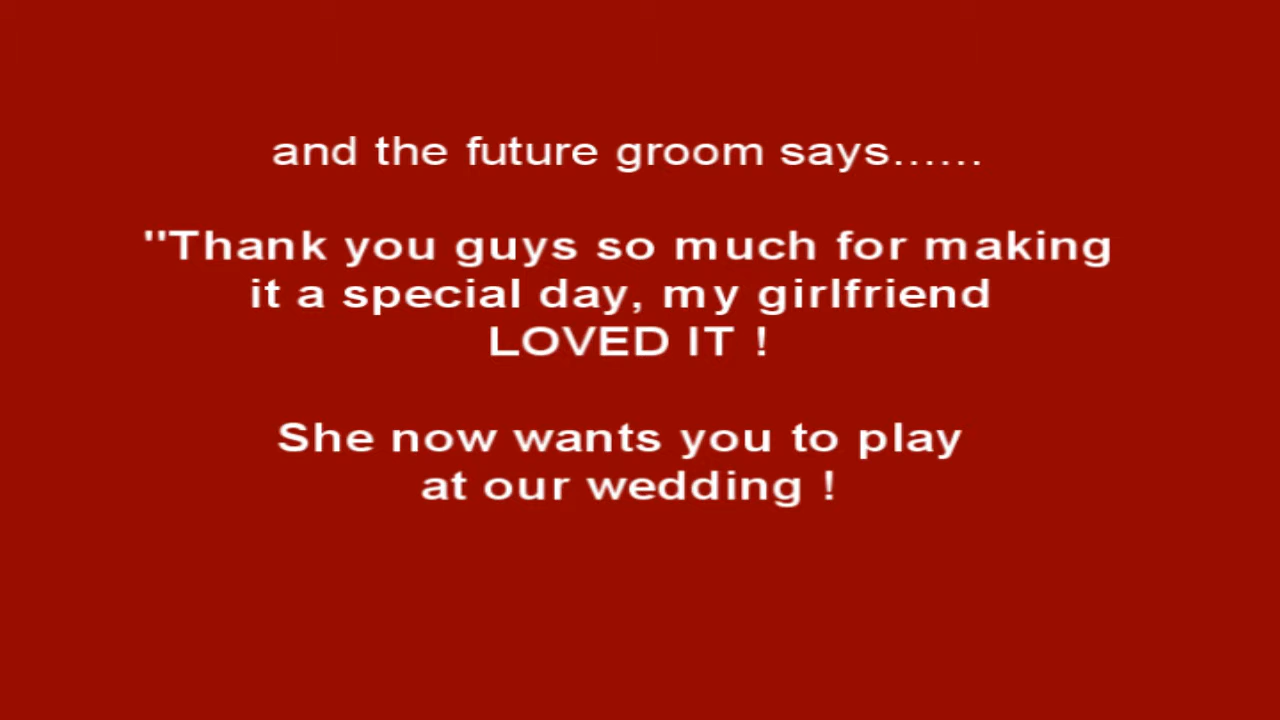 and the future groom says......
"Thank you guys so much for making
it a special day, my girlfriend
LOVED IT !
She now wants you to play
at our wedding !